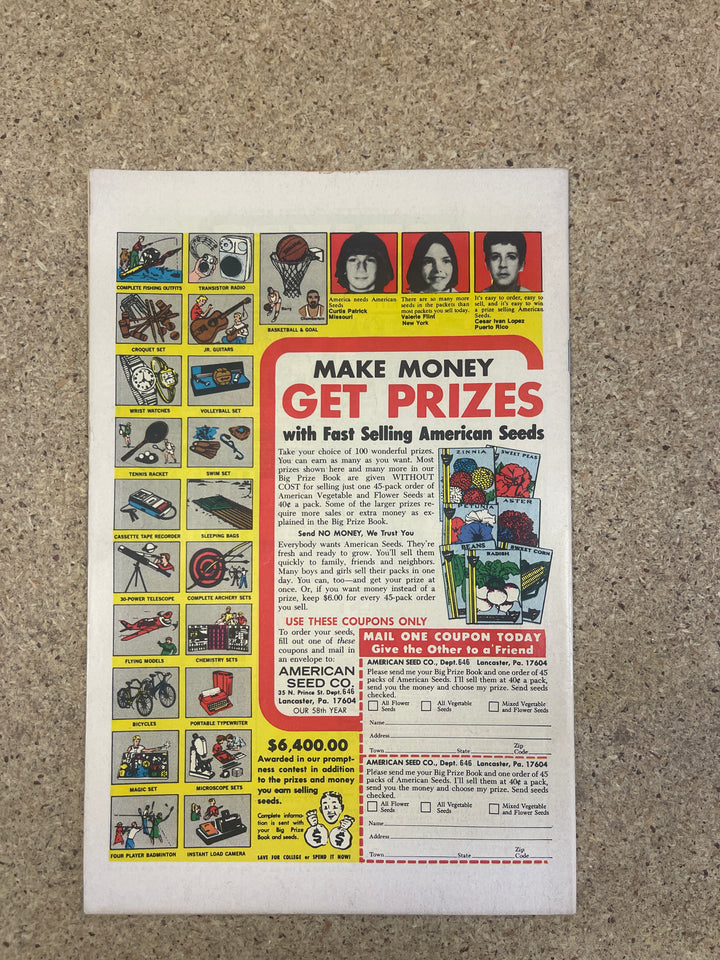 COMPLETE FISHING OUTFITS
TRANSISTOR RADIO
CROQUET SET
JR. GUITARS
WRIST WATCHES
VOLLEYBALL SET
TENNIS RACKET
SWIM SET
CASSETTE TAPE RECORDER
SLEEPING BAGS
30-POWER TELESCOPE
COMPLETE ARCHERY SETS
FLYING MODELS
CHEMISTRY SETS
BICYCLES
PORTABLE TYPEWRITER
MAGIC SET
MICROSCOPE SETS
FOUR PLAYER BADMINTON
INSTANT LOAD CAMERA
BASKETBALL & GOAL
America needs American
Seeds
Curtis Patrick
Missouri
There are so many more
seeds in the packets than
most packets you sell today.
Valerie Flint
New York
It's easy to order, easy to
sell, and it's easy to win
a prize selling American
Seeds.
Cesar Ivan Lopez
Puerto Rico
MAKE MONEY
GET PRIZES
with Fast Selling American Seeds
Take your choice of 100 wonderful prizes.
You can earn as many as you want. Most
prizes shown here and many more in our
Big Prize Book are given WITHOUT
COST for selling just one 45-pack order of
American Vegetable and Flower Seeds at
40¢ a pack. Some of the larger prizes re-
quire more sales or extra money as ex-
plained in the Big Prize Book.
Send NO MONEY, We Trust You
Everybody wants American Seeds. They're
fresh and ready to grow. You'll sell them
quickly to family, friends and neighbors.
Many boys and girls sell their packs in one
day. You can, too—and get your prize at
once. Or, if you want money instead of a
prize, keep $6.00 for every 45-pack order
you sell.
ZINNIA
SWEET PEAS
PETUNIA
ASTER
BEANS
RADISH
SWEET CORN
USE THESE COUPONS ONLY
To order your seeds,
fill out one of these
coupons and mail in
an envelope to:
AMERICAN
SEED CO.
35 N. Prince St. Dept. 646
Lancaster, Pa. 17604
OUR 58th YEAR
$6,400.00
Awarded in our prompt-
ness contest in addition
to the prizes and money
you earn selling
seeds.
Complete informa-
tion is sent with
your Big Prize
Book and seeds.
SAVE FOR COLLEGE or SPEND IT NOW!
MAIL ONE COUPON TODAY
Give the Other to a Friend
AMERICAN SEED CO., Dept. 646 Lancaster, Pa. 17604
Please send me your Big Prize Book and one order of 45
packs of American Seeds. I'll sell them at 40¢ a pack,
send you the money and choose my prize. Send seeds
checked.
All Flower Seeds
All Vegetable Seeds
Mixed Vegetable and Flower Seeds
Name
Address
Town State Zip Code
AMERICAN SEED CO., Dept. 646 Lancaster, Pa. 17604
Please send me your Big Prize Book and one order of 45
packs of American Seeds. I'll sell them at 40¢ a pack,
send you the money and choose my prize. Send seeds
checked.
All Flower Seeds
All Vegetable Seeds
Mixed Vegetable and Flower Seeds
Name
Address
Town State Zip Code